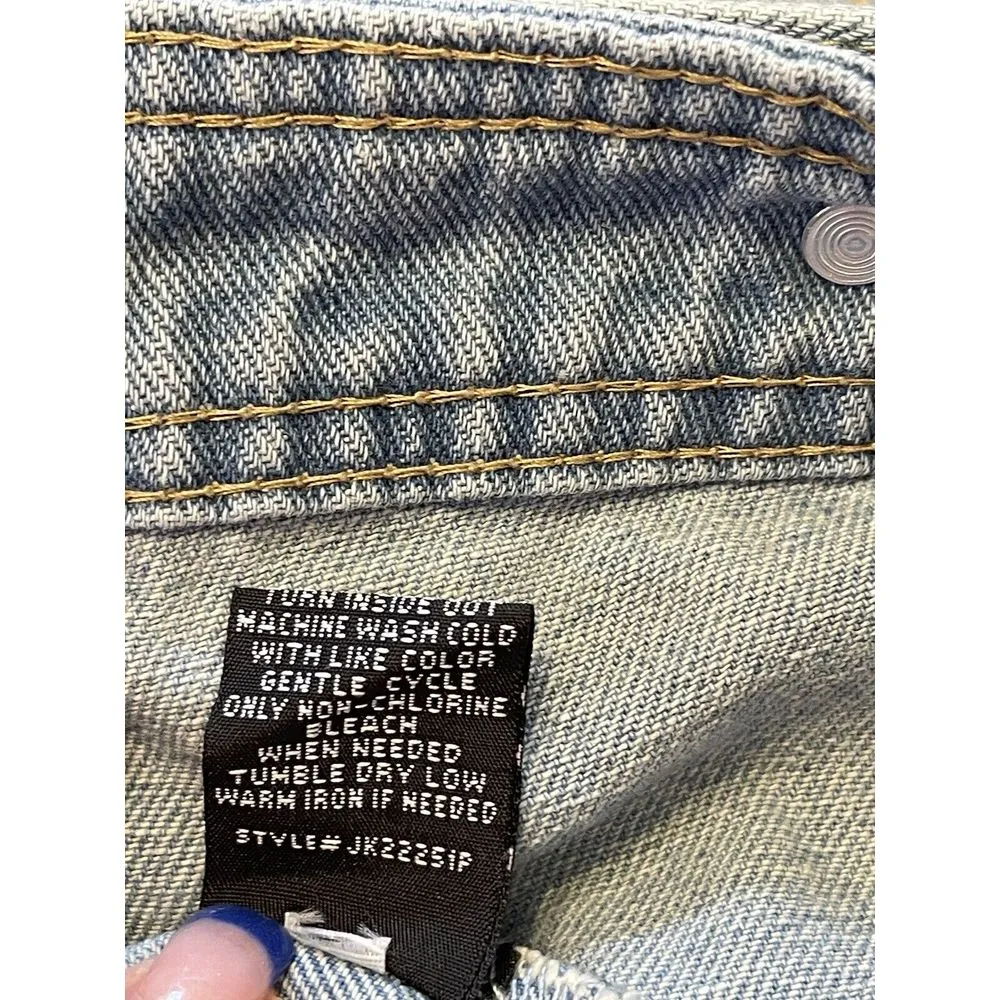 TURN INSIDE OUT
MACHINE WASH COLD
WITH LIKE COLOR
GENTLE CYCLE
ONLY NON-CHLORINE
BLEACH
WHEN NEEDED
TUMBLE DRY LOW
WARM IRON IF NEEDED
STYLE# JK22251P